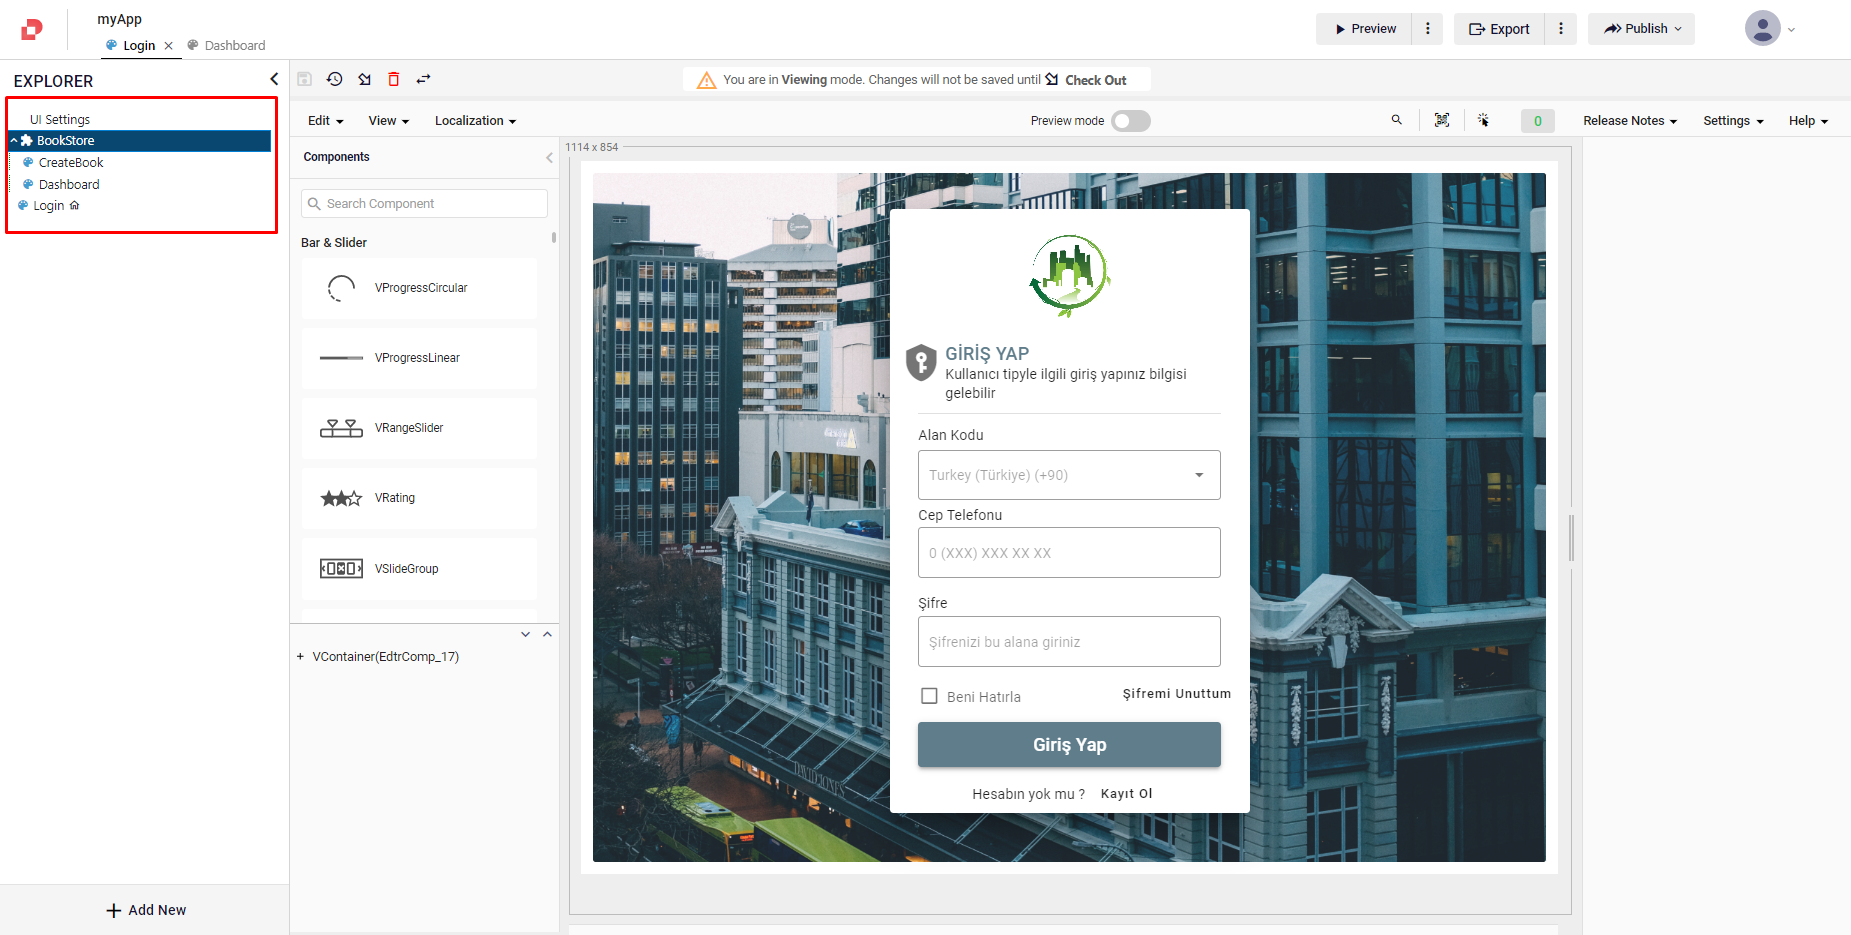 myApp
Login
Dashboard
Preview
Export
Publish
EXPLORER
UI Settings
BookStore
CreateBook
Dashboard
Login
Add New
You are in Viewing mode. Changes will not be saved until Check Out
Edit
View
Localization
Preview mode
0
Release Notes
Settings
Help
Components
Search Component
Bar & Slider
VProgressCircular
VProgressLinear
VRangeSlider
VRating
VSlideGroup
VContainer(EdtrComp_17)
1114 x 854
GİRİŞ YAP
Kullanıcı tipyle ilgili giriş yapınız bilgisi
gelebilir
Alan Kodu
Turkey (Türkiye) (+90)
Cep Telefonu
0 (XXX) XXX XX XX
Şifre
Şifrenizi bu alana giriniz
Beni Hatırla
Şifremi Unuttum
Giriş Yap
Hesabın yok mu ? Kayıt Ol
DAVID JONES